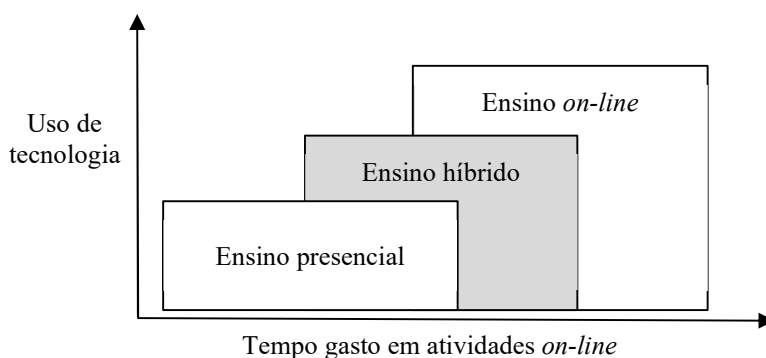 Ensino on-line
Uso de
tecnologia
Ensino híbrido
Ensino presencial
Tempo gasto em atividades on-line